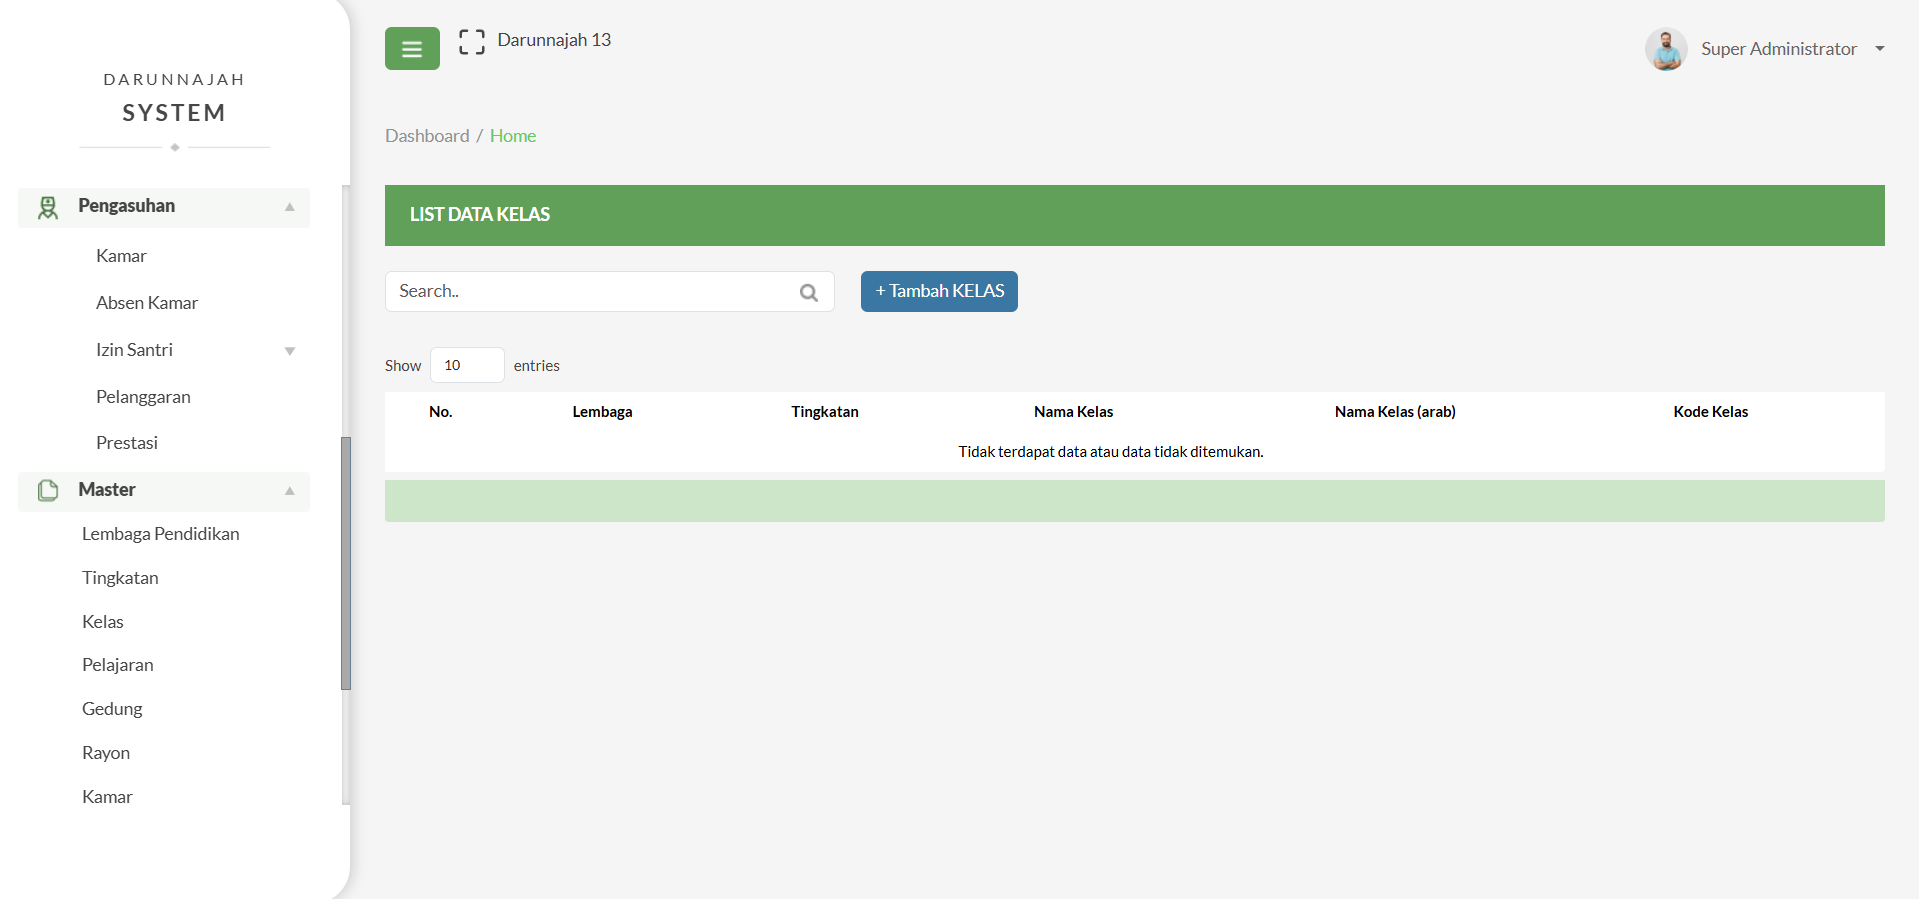 DARUNNAJAH
SYSTEM
Pengasuhan
Kamar
Absen Kamar
Izin Santri
Pelanggaran
Prestasi
Master
Lembaga Pendidikan
Tingkatan
Kelas
Pelajaran
Gedung
Rayon
Kamar
Darunnajah 13
Super Administrator
Dashboard / Home
LIST DATA KELAS
Search..
+ Tambah KELAS
Show 10 entries
No. Lembaga Tingkatan Nama Kelas Nama Kelas (arab) Kode Kelas
Tidak terdapat data atau data tidak ditemukan.